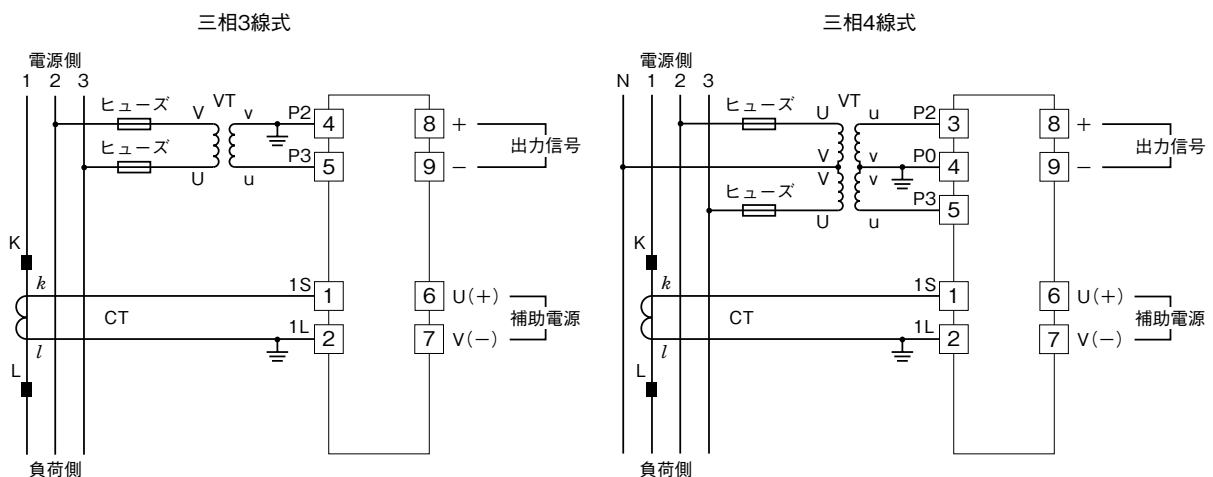 三相3線式
電源側
1 2 3
ヒューズ
V VT v P2
4
8 +
ヒューズ
出力信号
U u P3
5
9 −
K
k
1S
1
6 U(+)
CT
補助電源
l
1L
2
7 V(−)
L
負荷側
三相4線式
電源側
N 1 2 3
ヒューズ
U VT u P2
3
8 +
出力信号
V v P0
4
9 −
ヒューズ
V v
P3
5
U u
K
k
1S
1
6 U(+)
CT
補助電源
l
1L
2
7 V(−)
L
負荷側